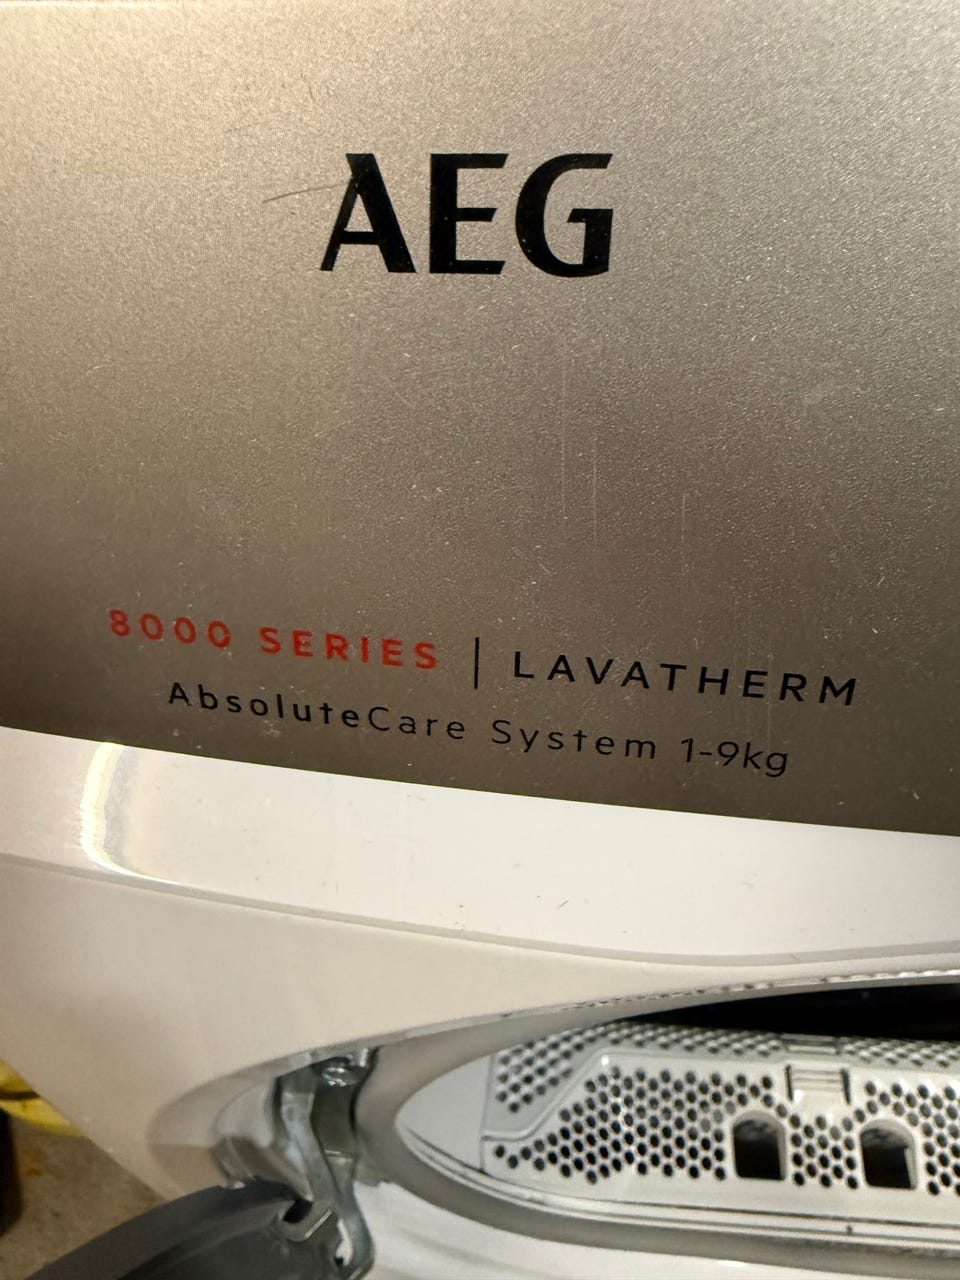 AEG
8000 SERIES | LAVATHERM
AbsoluteCare System 1-9kg